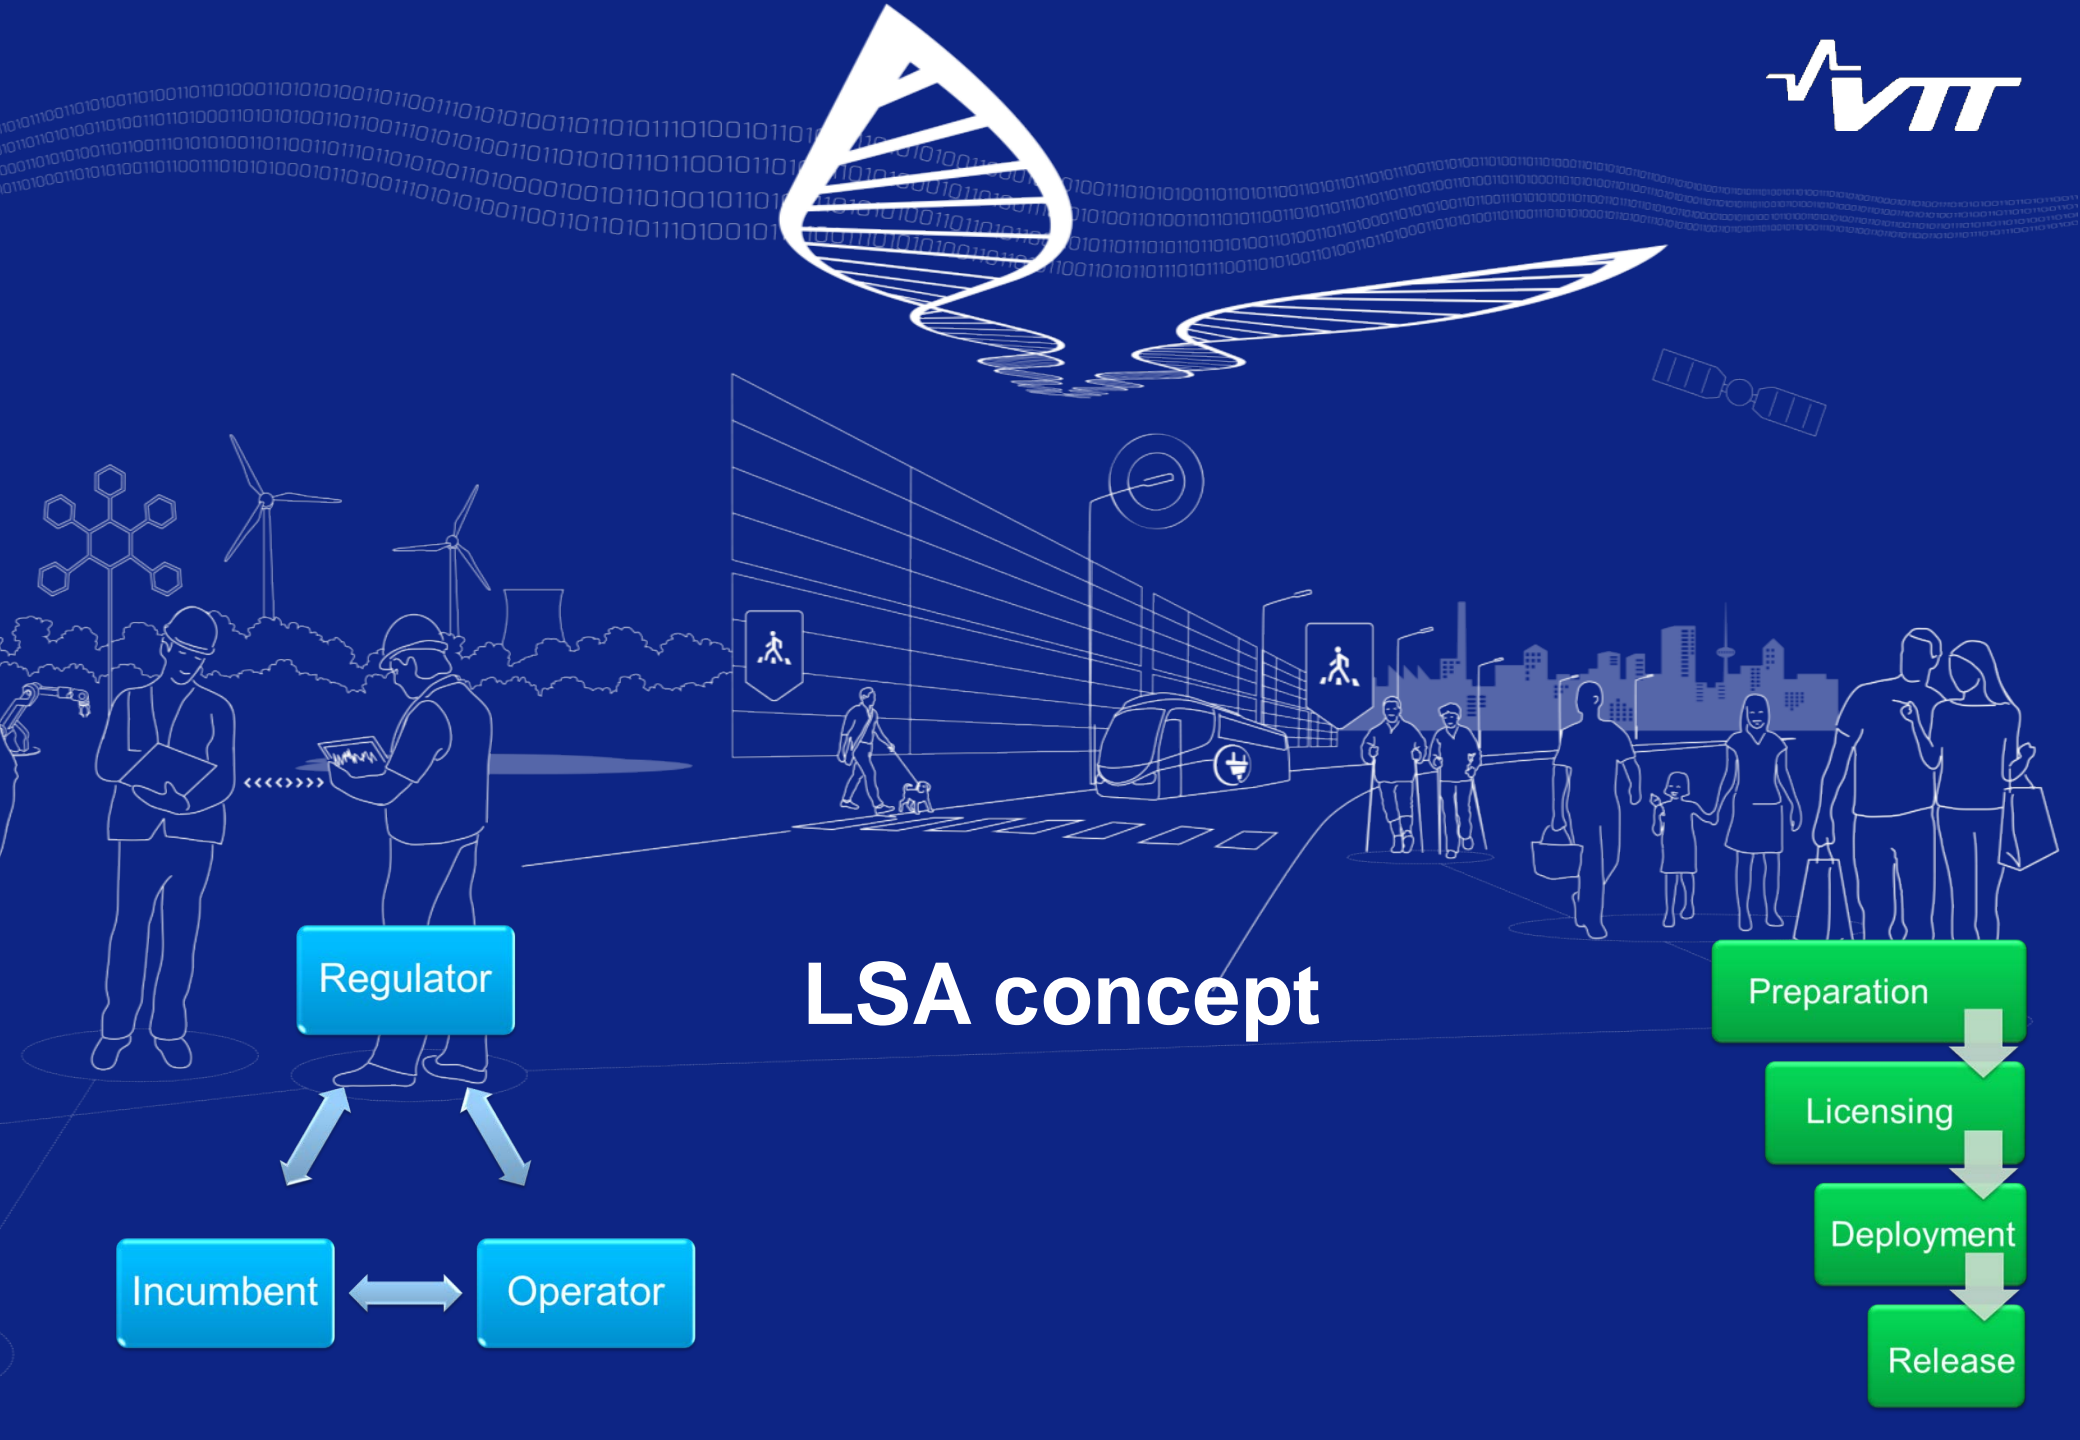 VTT
Regulator
Incumbent
Operator
LSA concept
Preparation
Licensing
Deployment
Release